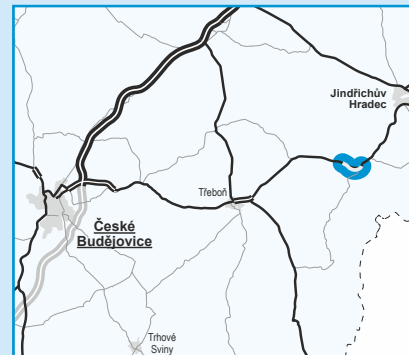 Jindřichův
Hradec
Třeboň
České
Budějovice
Trhové
Sviny